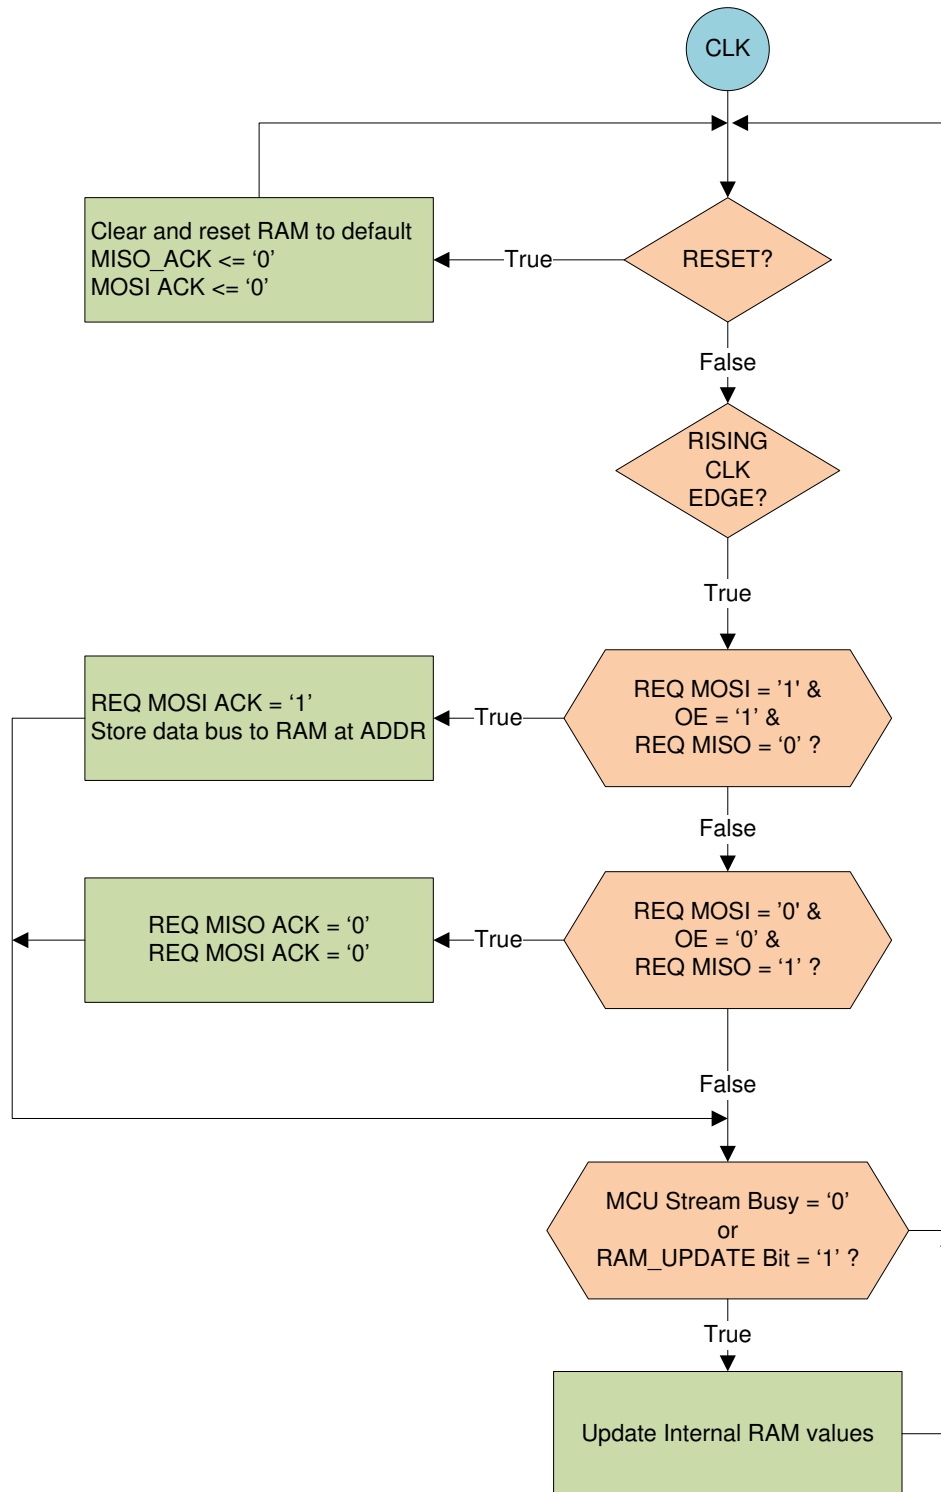 CLK
Clear and reset RAM to default
MISO_ACK <= ‘0’
MOSI ACK <= ‘0’
True
RESET?
False
RISING
CLK
EDGE?
True
REQ MOSI ACK = ‘1’
Store data bus to RAM at ADDR
True
REQ MOSI = ’1' &
OE = ‘1’ &
REQ MISO = ‘0’ ?
False
REQ MISO ACK = ‘0’
REQ MOSI ACK = ‘0’
True
REQ MOSI = ’0' &
OE = ‘0’ &
REQ MISO = ‘1’ ?
False
MCU Stream Busy = ‘0’
or
RAM_UPDATE Bit = ‘1’ ?
True
Update Internal RAM values